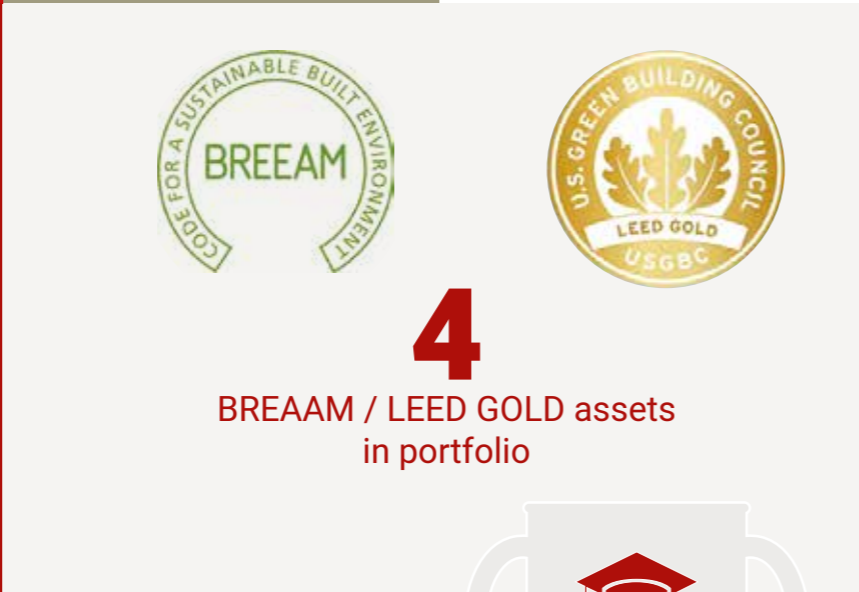 CODE FOR A SUSTAINABLE BUILT ENVIRONMENT
BREEAM
U.S. GREEN BUILDING COUNCIL
LEED GOLD
USGBC
4
BREAAM / LEED GOLD assets
in portfolio